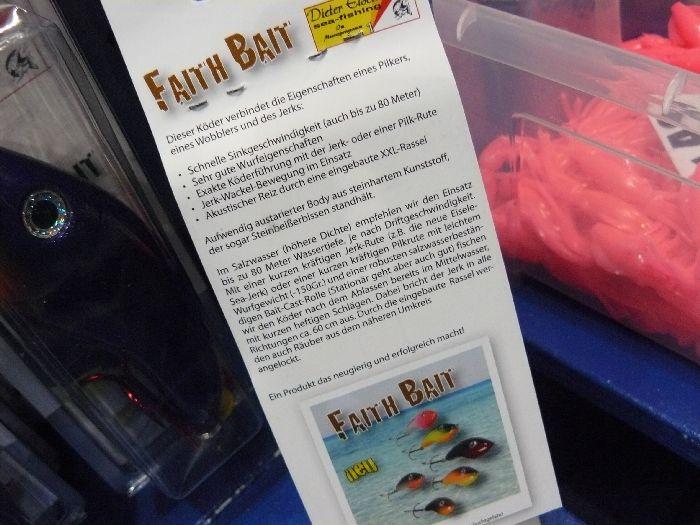 Dieter Eisele
sea-fishing
FAITH BAIT
Dieser Köder verbindet die Eigenschaften eines Pilkers,
eines Wobblers und des Jerks:
• Schnelle Sinkgeschwindigkeit (auch bis zu 80 Meter)
• Sehr gute Wurfeigenschaften
• Exakte Köderführung mit der Jerk- oder einer Pilk-Rute
• Jerk-Wackel-Bewegung im Einsatz
• Akustischer Reiz durch eine eingebaute XXL-Rassel
Aufwendig austarierter Body aus steinhartem Kunststoff,
der sogar Steinbeißerbissen standhält.
Im Salzwasser (höhere Dichte) empfehlen wir den Einsatz
bis zu 80 Meter Wassertiefe, je nach Driftgeschwindigkeit.
Mit einer kurzen kräftigen Jerk-Rute (z.B. die neue Eisele-
Sea-Jerk) oder einer kurzen kräftigen Pilkrute mit leichtem
Wurfgewicht (-150Gr.) und einer robusten salzwasserbestän-
digen Bait-Cast-Rolle (Stationär geht aber auch gut) fischen
wir den Köder nach dem Ablassen bereits im Mittelwasser,
mit kurzen heftigen Schlägen. Dabei bricht der Jerk in alle
Richtungen ca. 60 cm aus. Durch die eingebaute Rassel wer-
den auch Räuber aus dem näheren Umkreis
angelockt.
Ein Produkt das neugierig und erfolgreich macht!
FAITH BAIT
neu